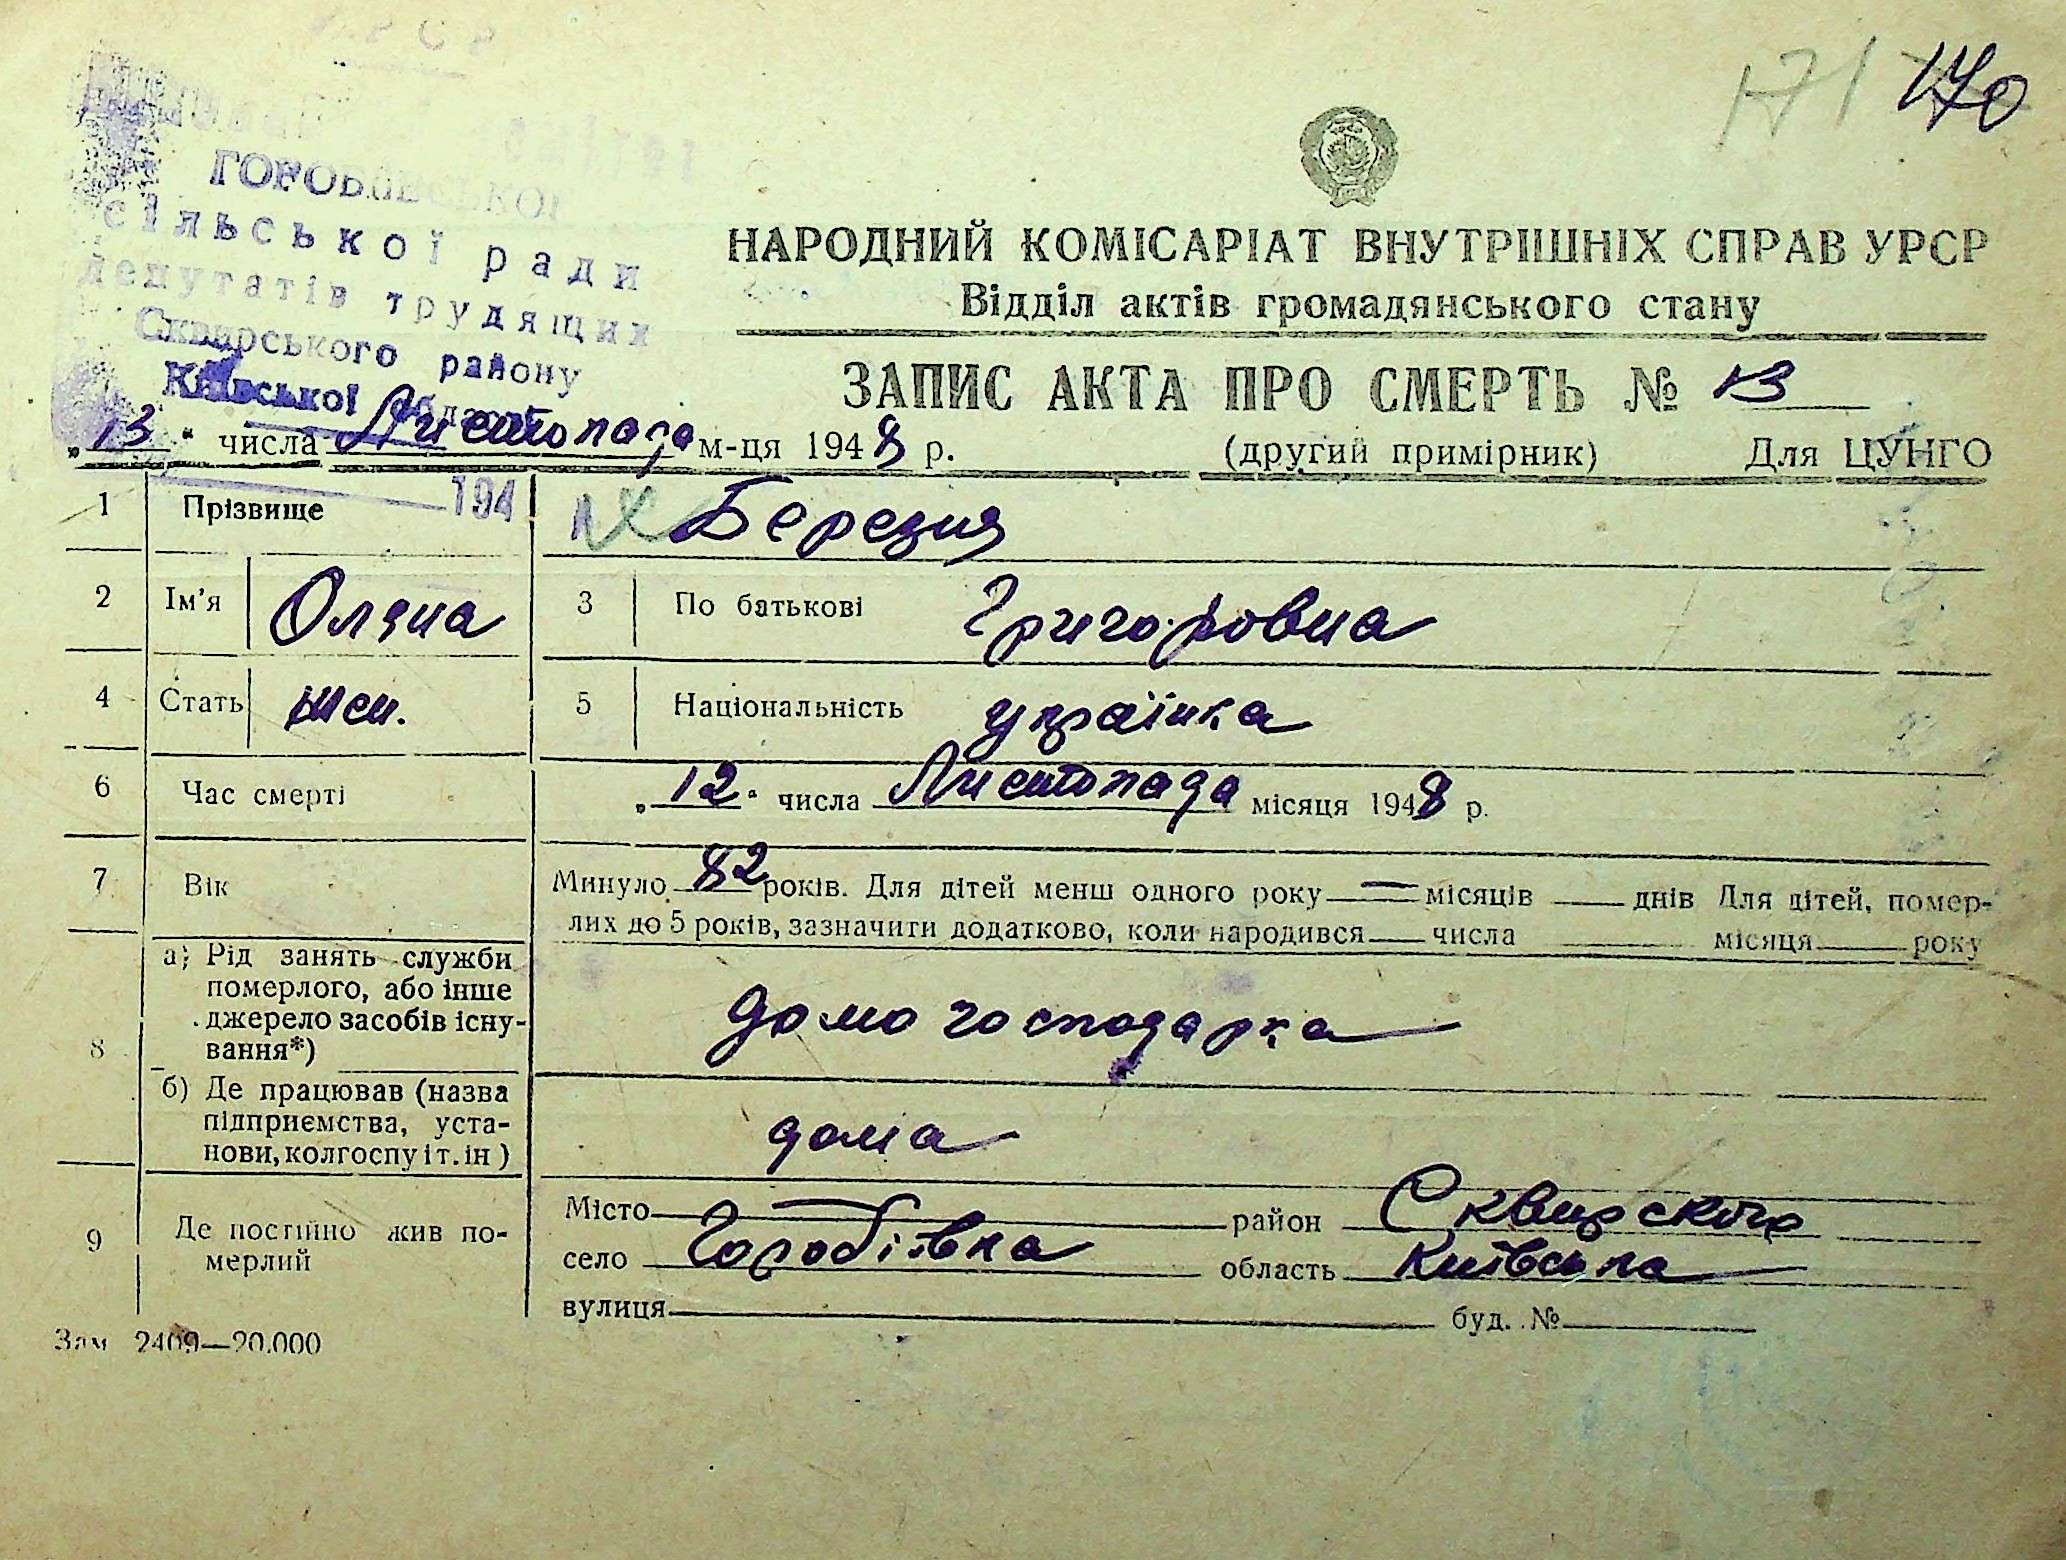 171 170
УРСР
ГОРОБІЇВСЬКОЇ
сільської ради
депутатів трудящих
Сквирського району
Київської області
194
НАРОДНИЙ КОМІСАРІАТ ВНУТРІШНІХ СПРАВ УРСР
Відділ актів громадянського стану
ЗАПИС АКТА ПРО СМЕРТЬ № 13
„13“ числа Листопада м-ця 1948 р. (другий примірник) Для ЦУНГО
1 Прізвище Березня
2 Ім'я Оляна 3 По батькові Григоровна
4 Стать жен. 5 Національність українка
6 Час смерті „12“ числа Листопада місяця 1948 р.
7 Вік Минуло 82 років. Для дітей менш одного року — місяців днів Для дітей, помер-
лих до 5 років, зазначити додатково, коли народився числа місяця року
8 а) Рід занять служби
померлого, або інше
джерело засобів існу-
вання*) домогосподарка
б) Де працював (назва
підприємства, уста-
нови, колгоспу і т. ін) дома
9 Де постійно жив по-
мерлий
Місто район Сквирского
село Горобіївка область Київська
вулиця буд. №
Зам 2409—20.000